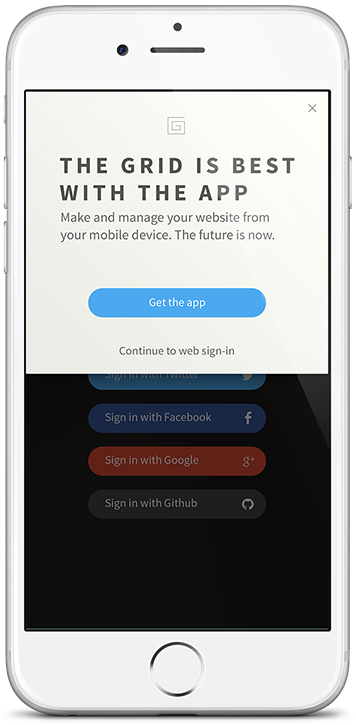 THE GRID IS BEST
WITH THE APP
Make and manage your website from
your mobile device. The future is now.
Get the app
Continue to web sign-in
Sign in with Twitter
Sign in with Facebook
Sign in with Google
g+
Sign in with Github